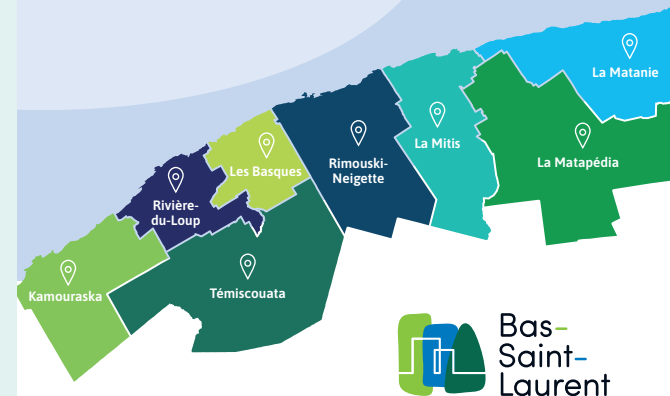 La Matanie
La Matapédia
La Mitis
Rimouski-
Neigette
Les Basques
Rivière-
du-Loup
Témiscouata
Kamouraska
Bas-
Saint-
Laurent